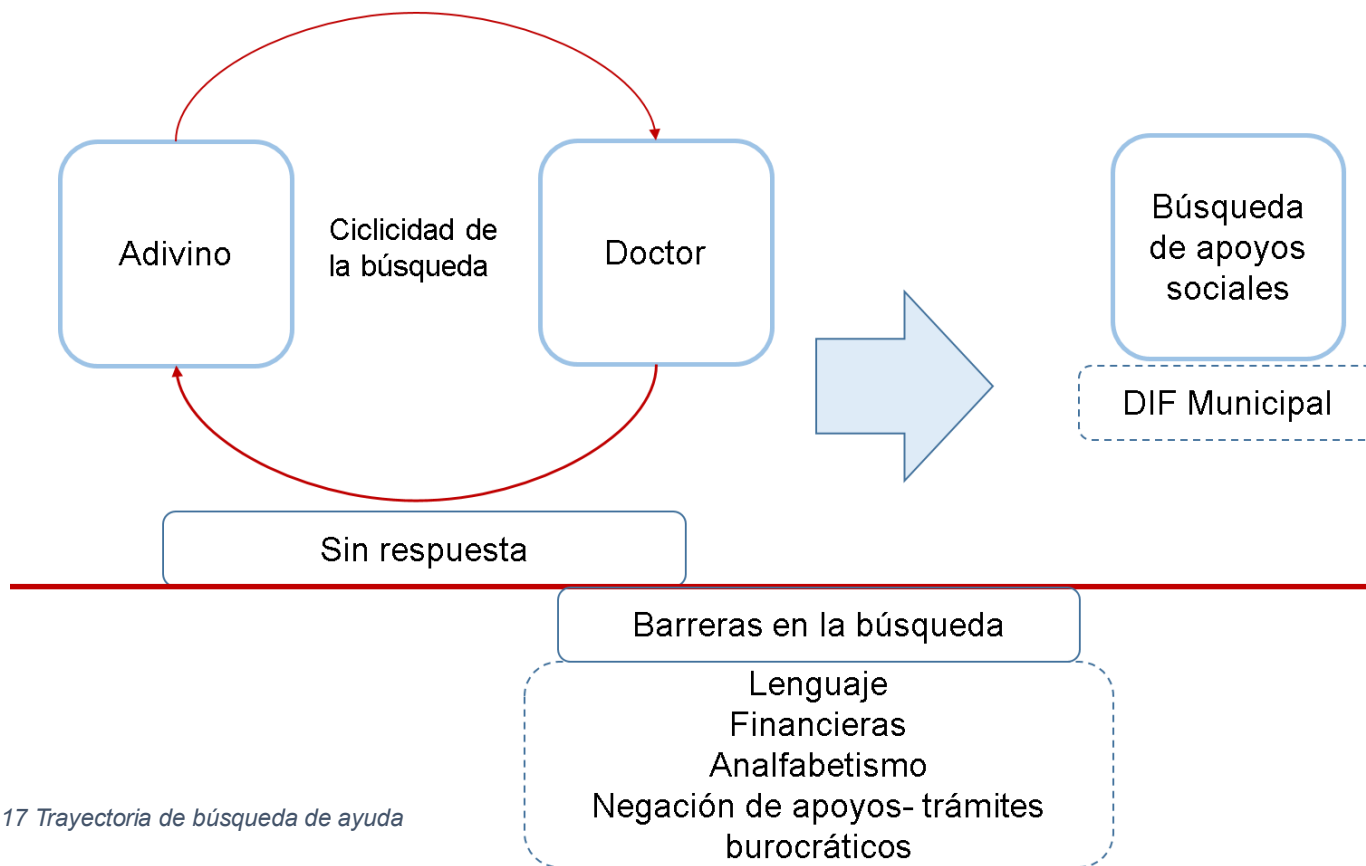 Adivino
Ciclicidad de
la búsqueda
Doctor
Búsqueda
de apoyos
sociales
DIF Municipal
Sin respuesta
Barreras en la búsqueda
Lenguaje
Financieras
Analfabetismo
Negación de apoyos- trámites
burocráticos
17 Trayectoria de búsqueda de ayuda